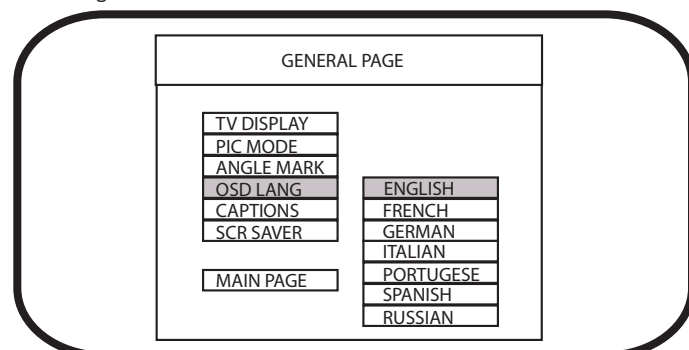 GENERAL PAGE
TV DISPLAY
PIC MODE
ANGLE MARK
OSD LANG
CAPTIONS
SCR SAVER
MAIN PAGE
ENGLISH
FRENCH
GERMAN
ITALIAN
PORTUGESE
SPANISH
RUSSIAN